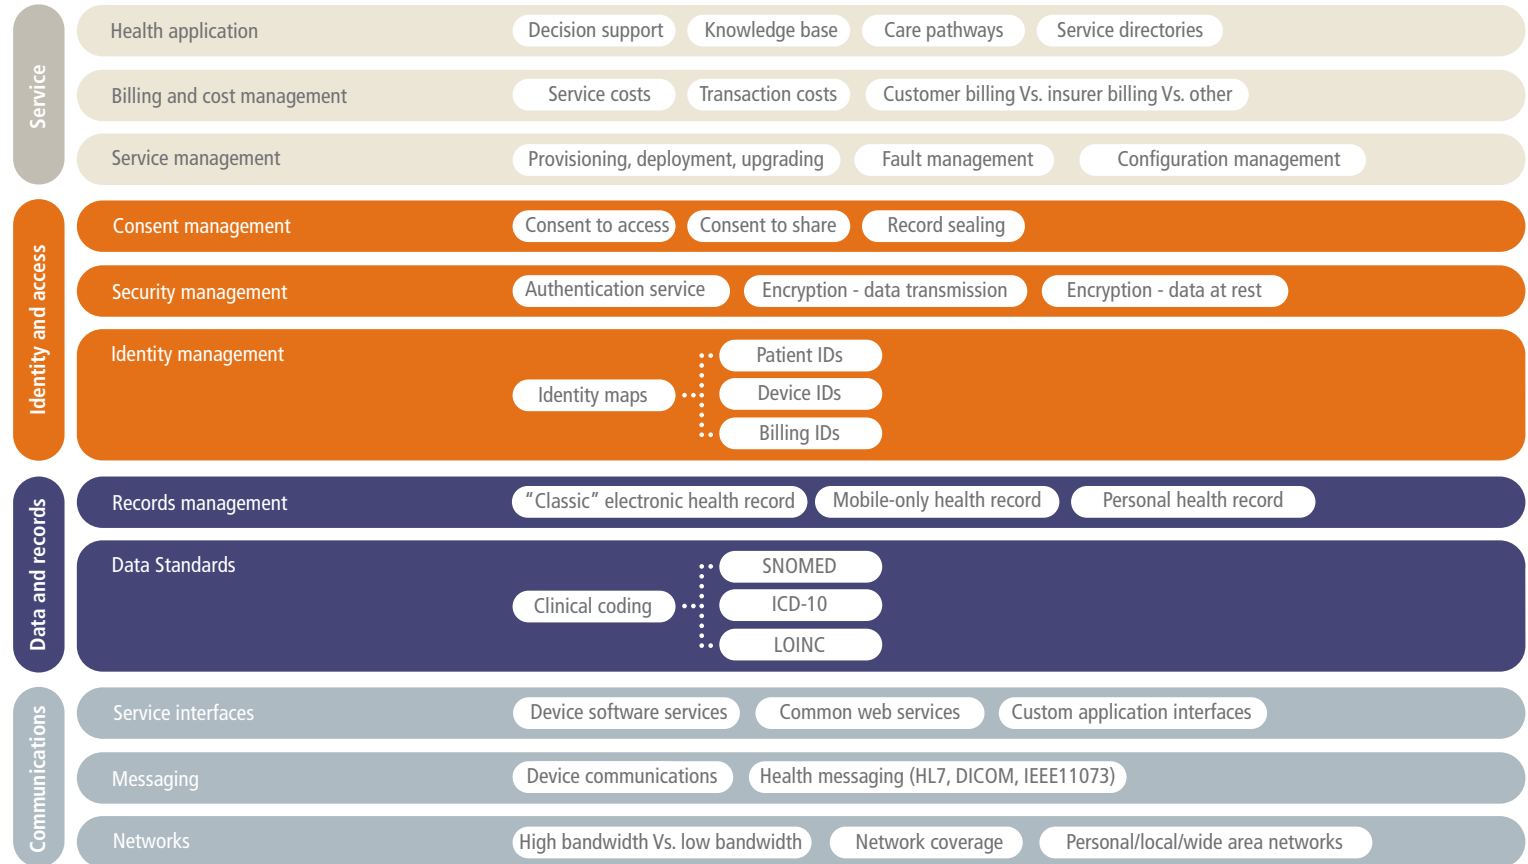 Service
Health application
Decision support
Knowledge base
Care pathways
Service directories
Billing and cost management
Service costs
Transaction costs
Customer billing Vs. insurer billing Vs. other
Service management
Provisioning, deployment, upgrading
Fault management
Configuration management
Identity and access
Consent management
Consent to access
Consent to share
Record sealing
Security management
Authentication service
Encryption - data transmission
Encryption - data at rest
Identity management
Identity maps
Patient IDs
Device IDs
Billing IDs
Data and records
Records management
“Classic” electronic health record
Mobile-only health record
Personal health record
Data Standards
Clinical coding
SNOMED
ICD-10
LOINC
Communications
Service interfaces
Device software services
Common web services
Custom application interfaces
Messaging
Device communications
Health messaging (HL7, DICOM, IEEE11073)
Networks
High bandwidth Vs. low bandwidth
Network coverage
Personal/local/wide area networks